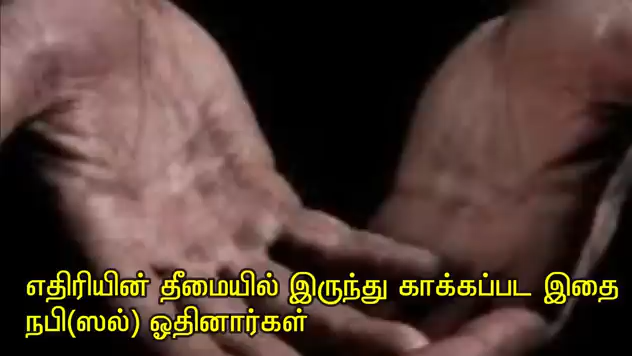 எதிரியின் தீமையில் இருந்து காக்கப்பட இதை
நபி(ஸல்) ஓதினார்கள்